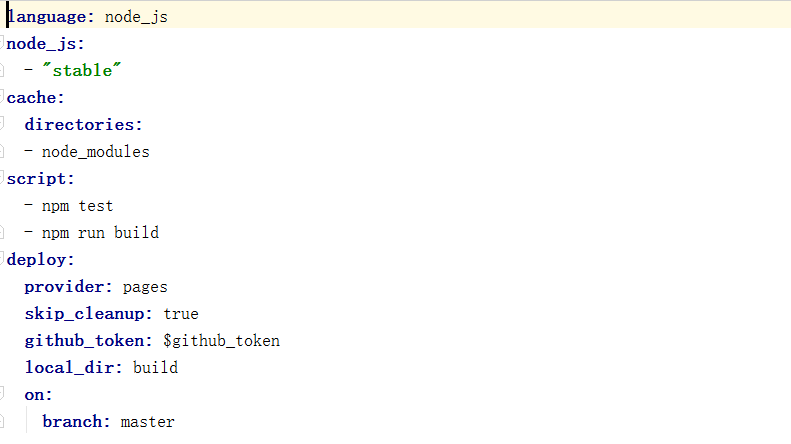 language: node_js
node_js:
  - "stable"
cache:
  directories:
  - node_modules
script:
  - npm test
  - npm run build
deploy:
  provider: pages
  skip_cleanup: true
  github_token: $github_token
  local_dir: build
  on:
    branch: master